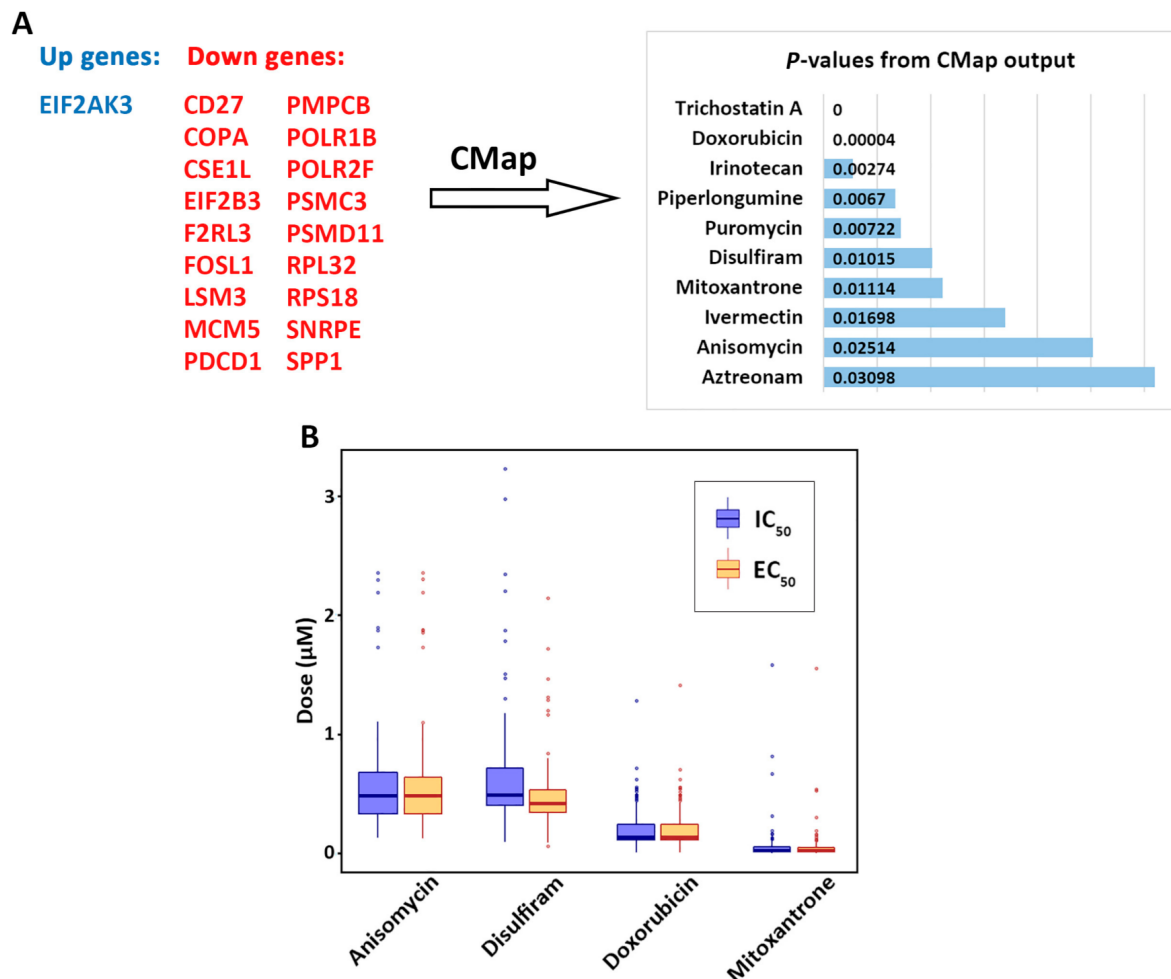 A
Up genes: Down genes:
EIF2AK3 CD27 PMPCB
COPA POLR1B
CSE1L POLR2F
EIF2B3 PSMC3
F2RL3 PSMD11
FOSL1 RPL32
LSM3 RPS18
MCM5 SNRPE
PDCD1 SPP1
CMap
P-values from CMap output
Trichostatin A 0
Doxorubicin 0.00004
Irinotecan 0.00274
Piperlongumine 0.0067
Puromycin 0.00722
Disulfiram 0.01015
Mitoxantrone 0.01114
Ivermectin 0.01698
Anisomycin 0.02514
Aztreonam 0.03098
B
IC50
EC50
Dose (μM)
3
2
1
0
Anisomycin
Disulfiram
Doxorubicin
Mitoxantrone